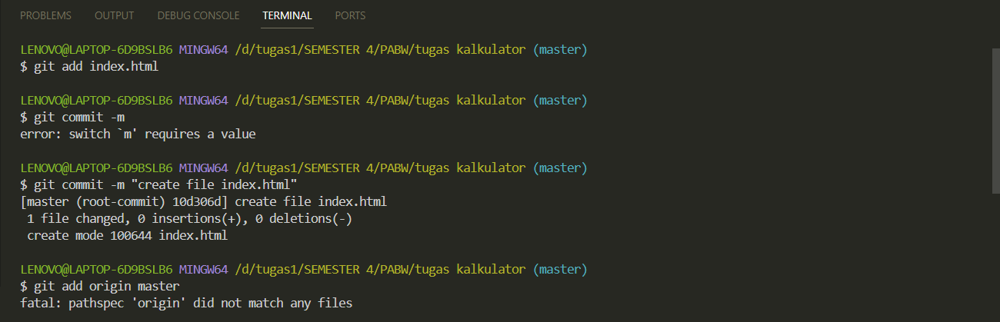 PROBLEMS OUTPUT DEBUG CONSOLE TERMINAL PORTS
LENOVO@LAPTOP-6D9BSLB6 MINGW64 /d/tugas1/SEMESTER 4/PABW/tugas kalkulator (master)
$ git add index.html
LENOVO@LAPTOP-6D9BSLB6 MINGW64 /d/tugas1/SEMESTER 4/PABW/tugas kalkulator (master)
$ git commit -m
error: switch `m' requires a value
LENOVO@LAPTOP-6D9BSLB6 MINGW64 /d/tugas1/SEMESTER 4/PABW/tugas kalkulator (master)
$ git commit -m "create file index.html"
[master (root-commit) 10d306d] create file index.html
 1 file changed, 0 insertions(+), 0 deletions(-)
 create mode 100644 index.html
LENOVO@LAPTOP-6D9BSLB6 MINGW64 /d/tugas1/SEMESTER 4/PABW/tugas kalkulator (master)
$ git add origin master
fatal: pathspec 'origin' did not match any files